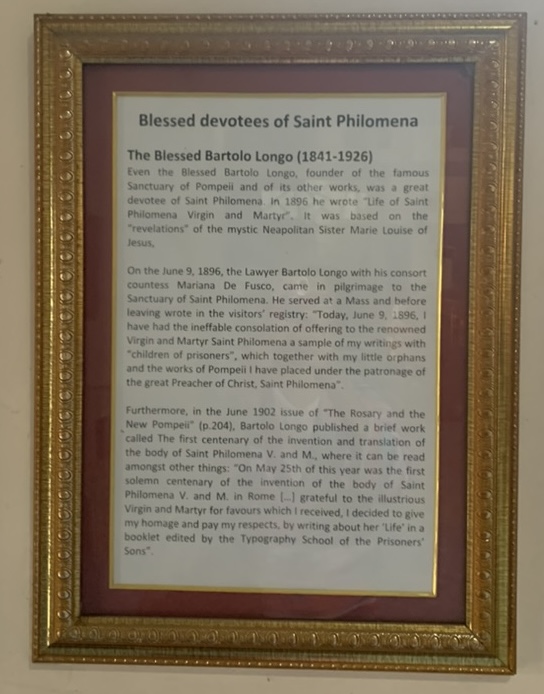 Blessed devotees of Saint Philomena
The Blessed Bartolo Longo (1841-1926)
Even the Blessed Bartolo Longo, founder of the famous
Sanctuary of Pompeii and of its other works, was a great
devotee of Saint Philomena. In 1896 he wrote "Life of Saint
Philomena Virgin and Martyr". It was based on the
"revelations" of the mystic Neapolitan Sister Marie Louise of
Jesus.
On the June 9, 1896, the Lawyer Bartolo Longo with his consort
countess Mariana De Fusco, came in pilgrimage to the
Sanctuary of Saint Philomena. He served at a Mass and before
leaving wrote in the visitors' registry: "Today, June 9, 1896, I
have had the ineffable consolation of offering to the renowned
Virgin and Martyr Saint Philomena a sample of my writings with
"children of prisoners", which together with my little orphans
and the works of Pompeii I have placed under the patronage of
the great Preacher of Christ, Saint Philomena".
Furthermore, in the June 1902 issue of "The Rosary and the
New Pompeii" (p.204), Bartolo Longo published a brief work
called The first centenary of the invention and translation of
the body of Saint Philomena V. and M., where it can be read
amongst other things: "On May 25th of this year was the first
solemn centenary of the invention of the body of Saint
Philomena V. and M. in Rome [...] grateful to the illustrious
Virgin and Martyr for favours which I received, I decided to give
my homage and pay my respects, by writing about her 'Life' in a
booklet edited by the Typography School of the Prisoners'
Sons".